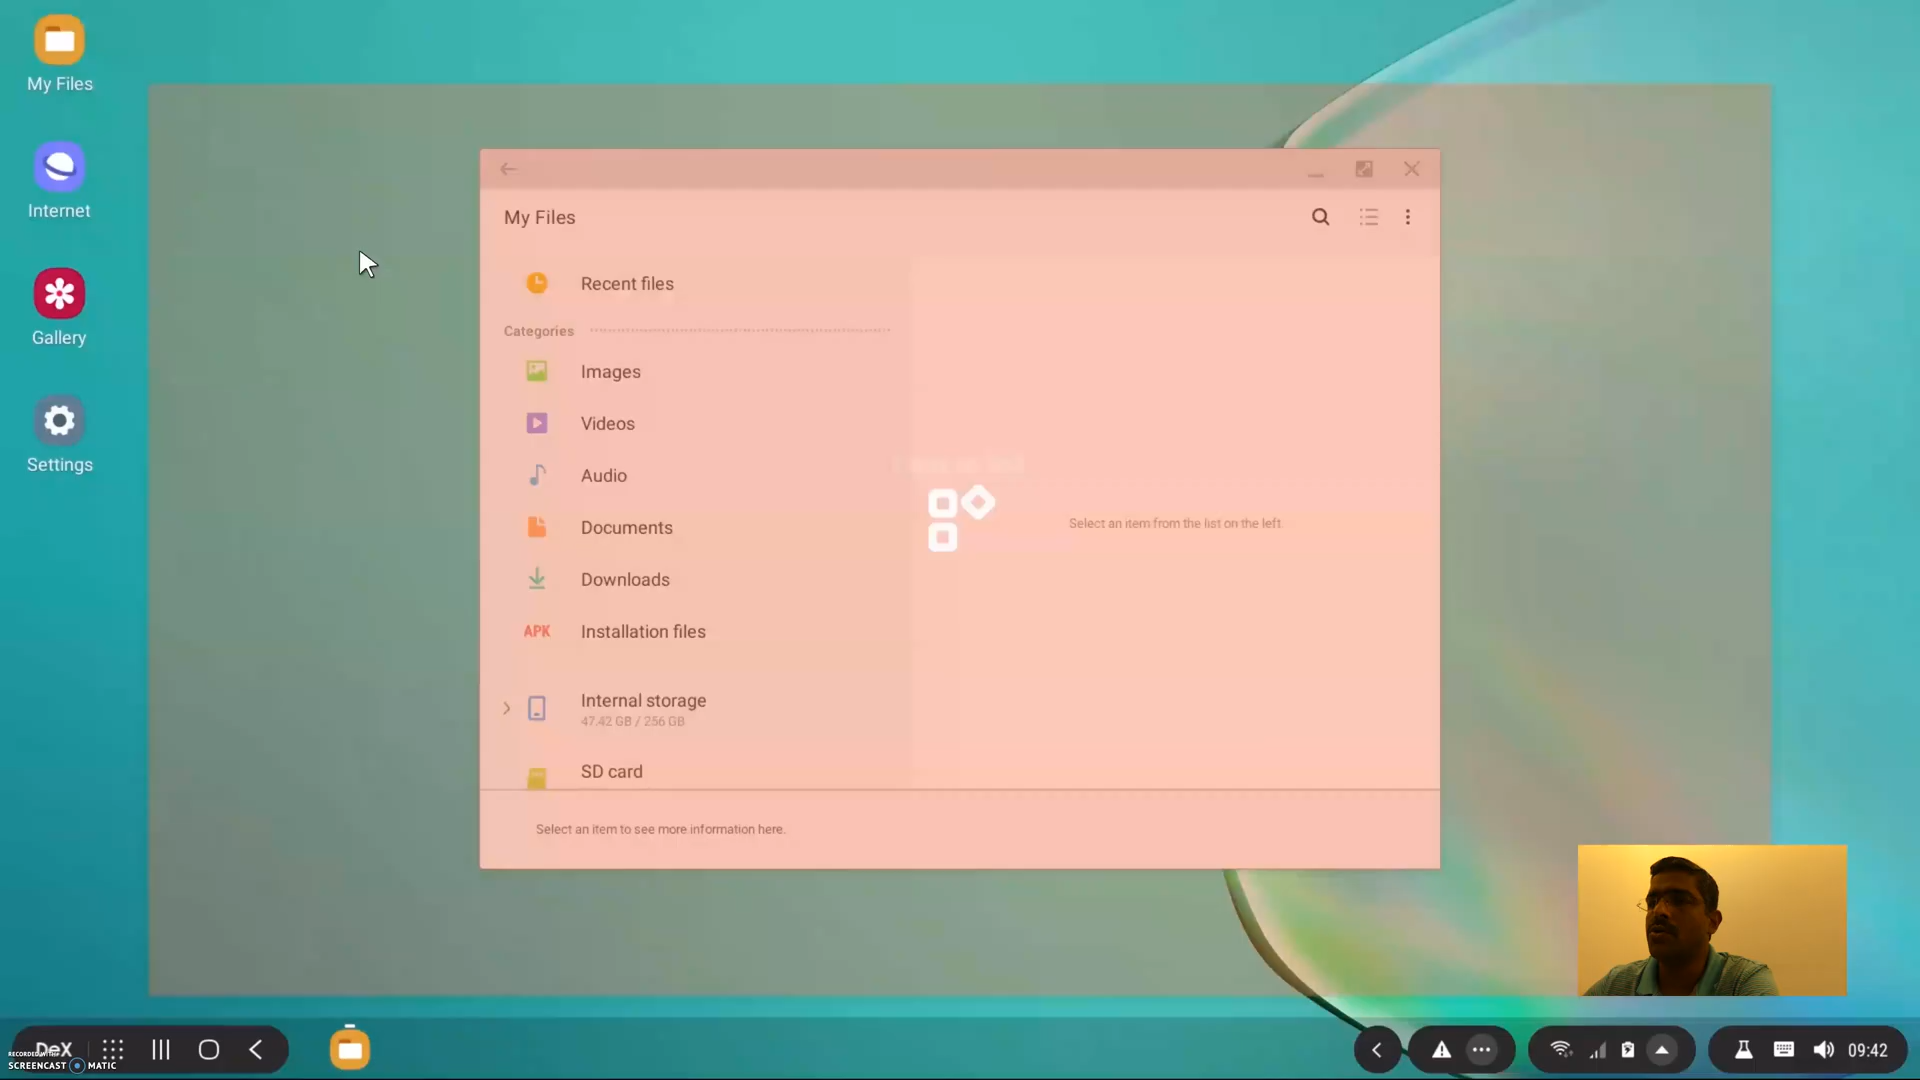 My Files
Internet
Gallery
Settings
My Files
Recent files
Categories
Images
Videos
Audio
Documents
Downloads
APK
Installation files
Internal storage
47.42 GB / 256 GB
SD card
Select an item from the list on the left.
Select an item to see more information here.
DeX
RECORDED WITH
SCREENCAST MATIC
09:42